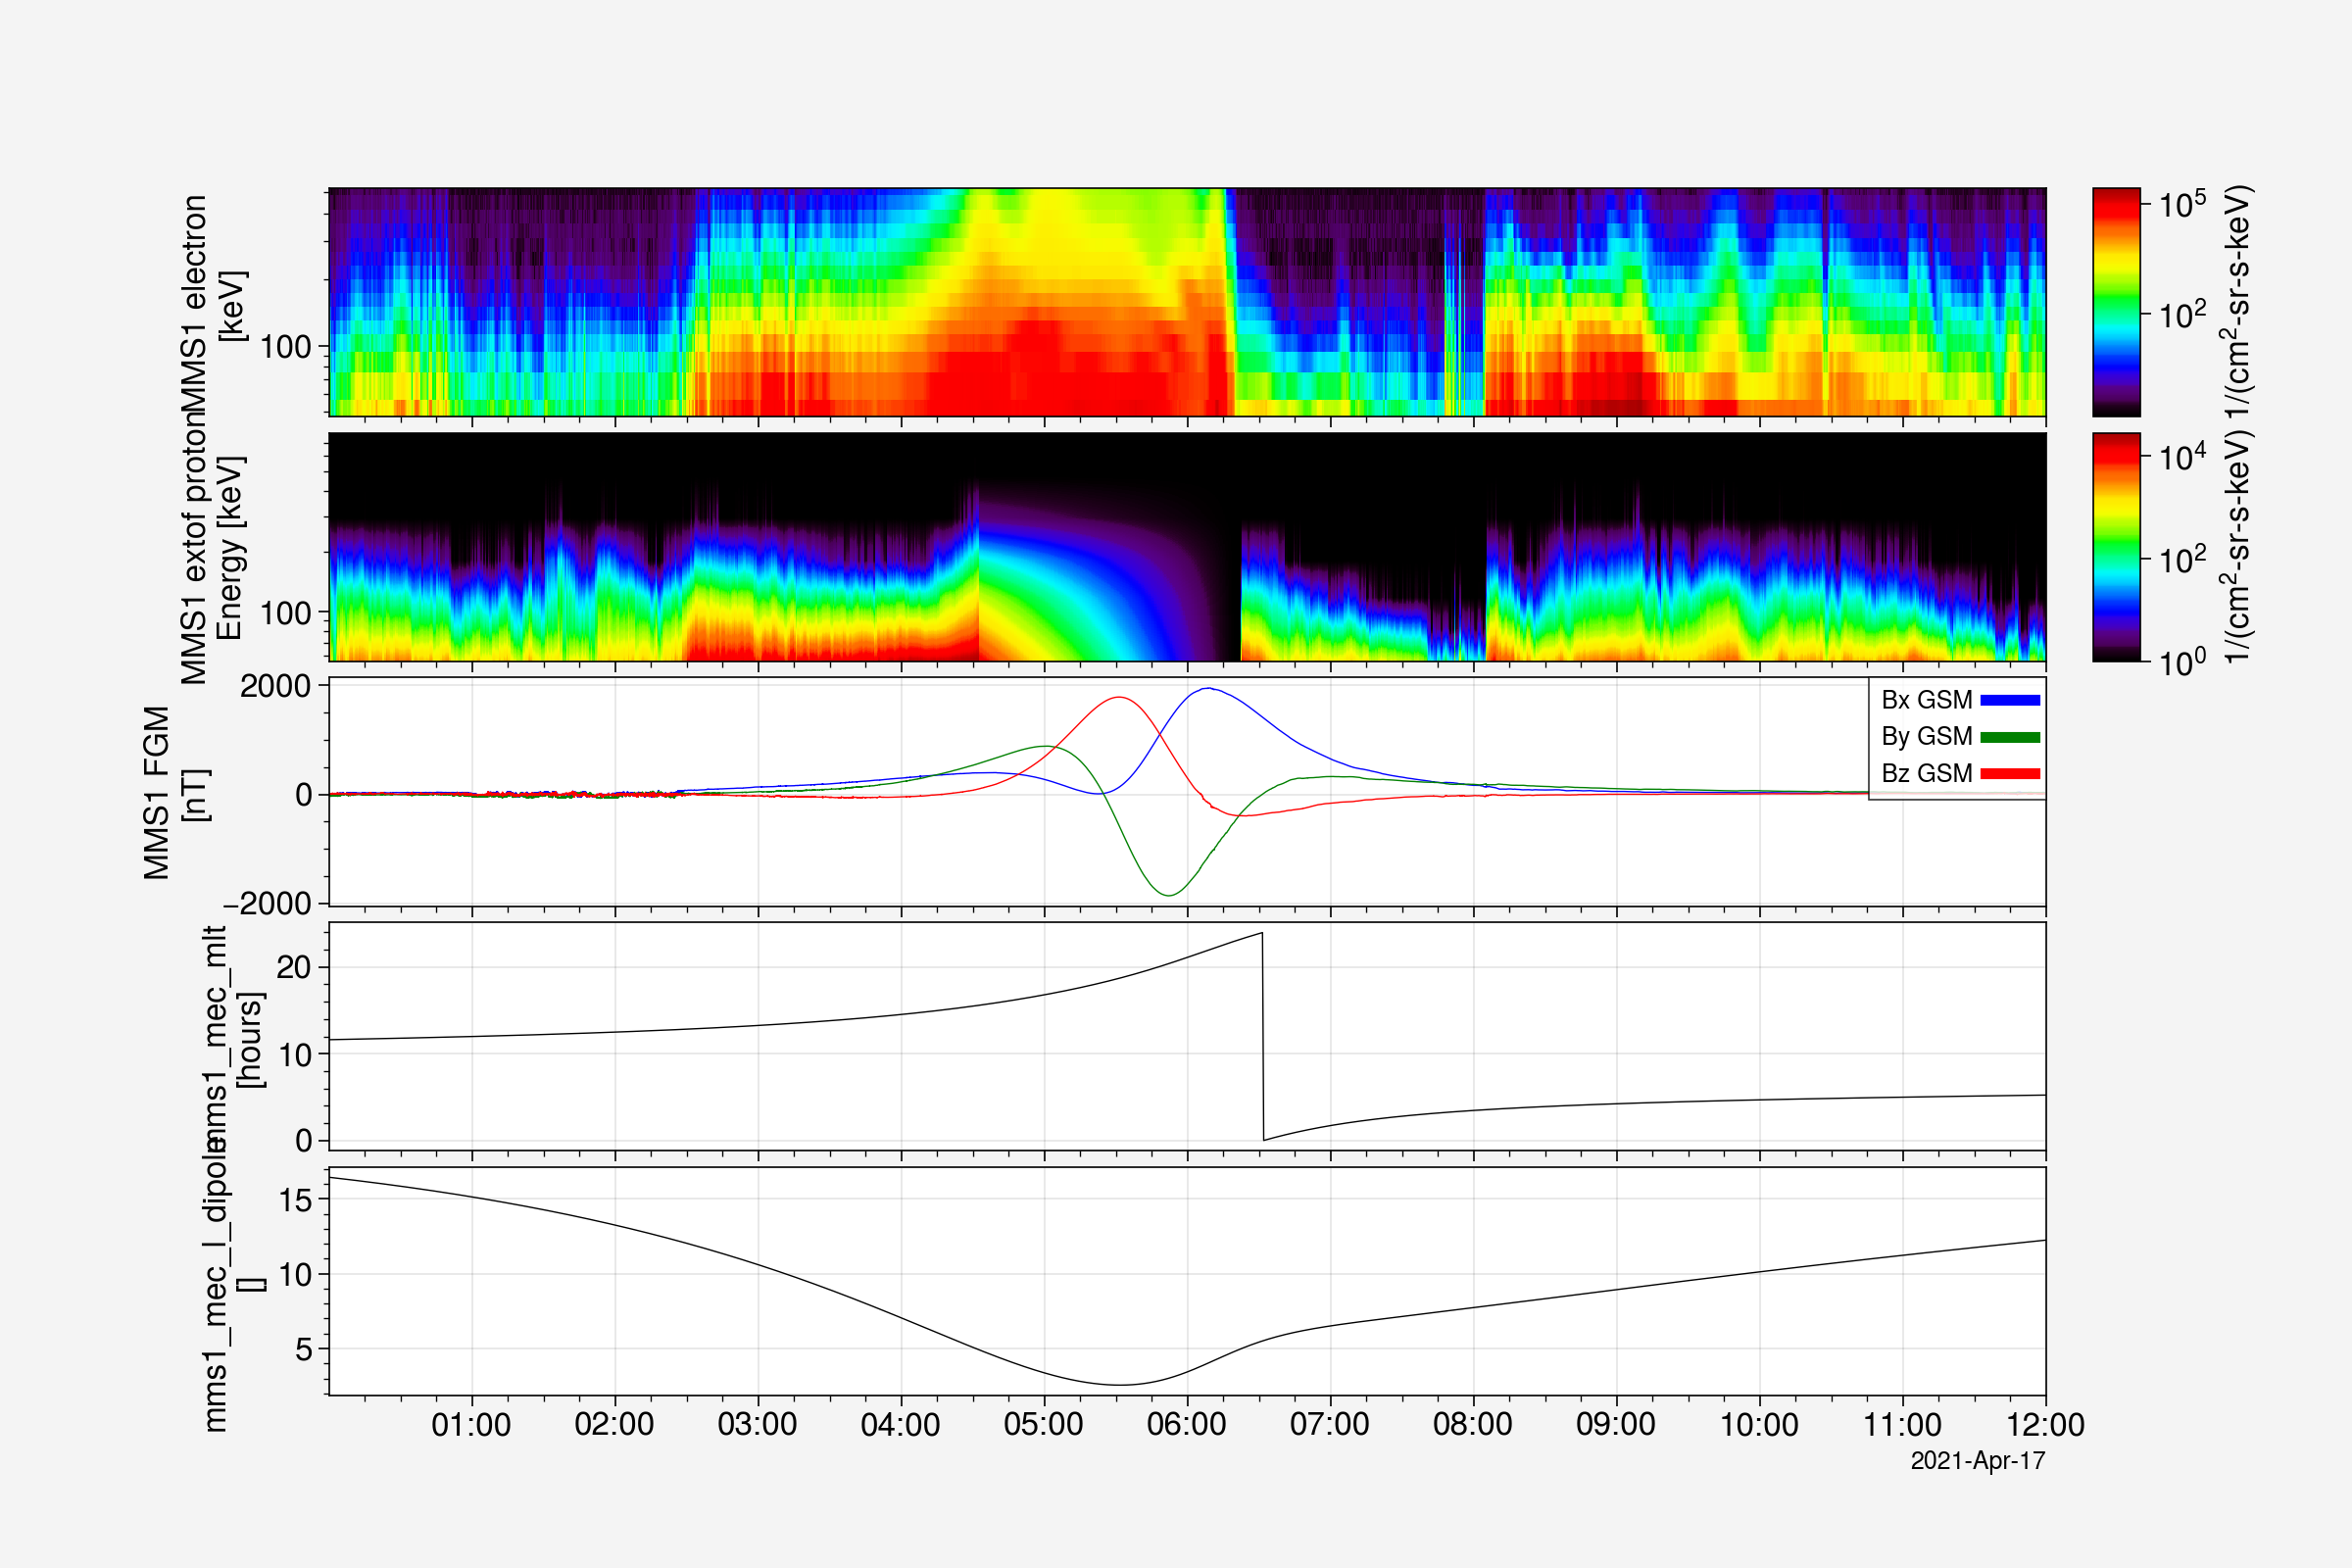 MMS1 electron
[keV]
100
10^5
10^2
1/(cm^2-sr-s-keV)
MMS1 extof proton
Energy [keV]
100
10^4
10^2
10^0
1/(cm^2-sr-s-keV)
MMS1 FGM
[nT]
2000
0
−2000
Bx GSM
By GSM
Bz GSM
mms1_mec_mlt
[hours]
20
10
0
mms1_mec_l_dipole
[]
15
10
5
01:00 02:00 03:00 04:00 05:00 06:00 07:00 08:00 09:00 10:00 11:00 12:00
2021-Apr-17